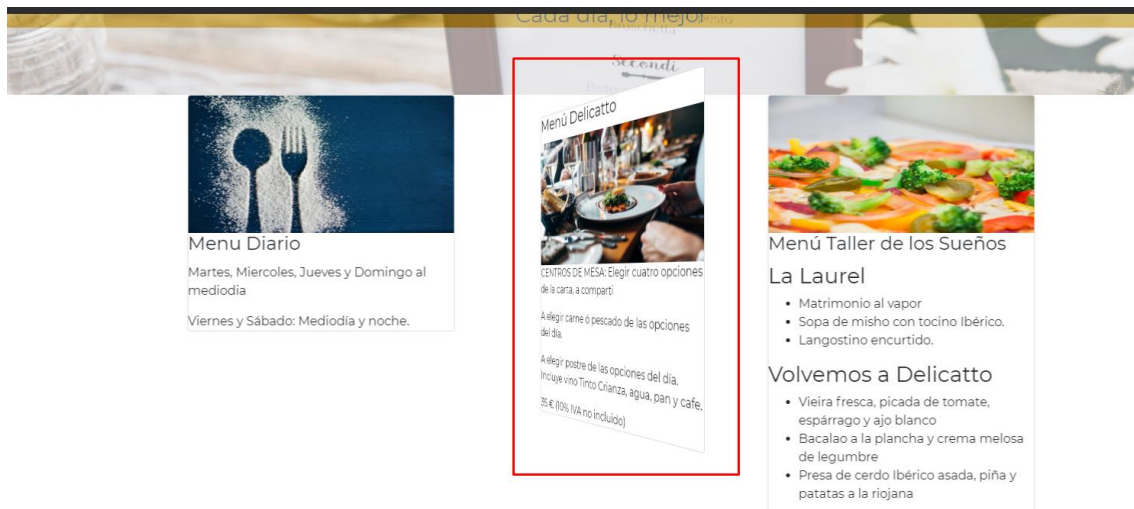 Cada día, lo mejor
Bruschetta
Secondi
Menu Diario
Martes, Miercoles, Jueves y Domingo al
mediodia
Viernes y Sábado: Mediodía y noche.
Menú Delicatto
CENTROS DE MESA: Elegir cuatro opciones
de la carta, a comparti
A elegir carne ó pescado de las opciones
del día.
A elegir postre de las opciones del día.
Incluye vino Tinto Crianza, agua, pan y cafe.
35 € (10% IVA no incluido)
Menú Taller de los Sueños
La Laurel
• Matrimonio al vapor
• Sopa de misho con tocino Ibérico.
• Langostino encurtido.
Volvemos a Delicatto
• Vieira fresca, picada de tomate,
espárrago y ajo blanco
• Bacalao a la plancha y crema melosa
de legumbre
• Presa de cerdo Ibérico asada, piña y
patatas a la riojana